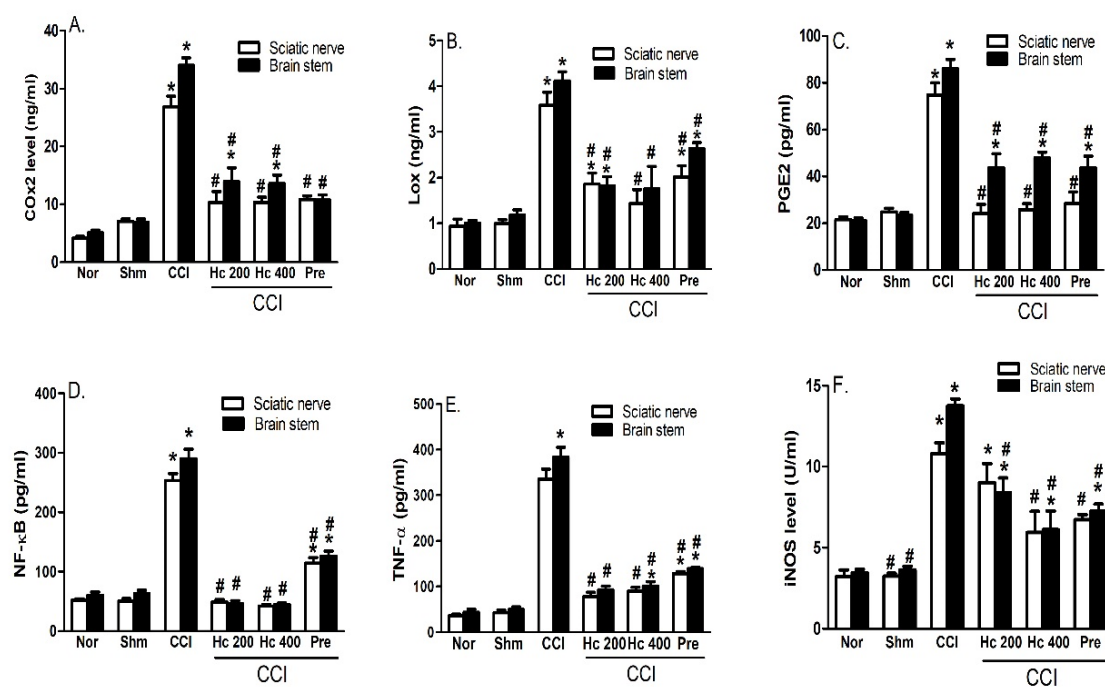 A.
COx2 level (ng/ml)
40
30
20
10
0
Sciatic nerve
Brain stem
* *
# # * # # * # #
Nor Shm CCI Hc 200 Hc 400 Pre
CCI
B.
Lox (ng/ml)
5
4
3
2
1
0
Sciatic nerve
Brain stem
* *
# * # * # # # * # *
Nor Shm CCI Hc 200 Hc 400 Pre
CCI
C.
PGE2 (pg/ml)
100
80
60
40
20
0
Sciatic nerve
Brain stem
* *
# # * # # * # # *
Nor Shm CCI Hc 200 Hc 400 Pre
CCI
D.
NF-κB (pg/ml)
400
300
200
100
0
Sciatic nerve
Brain stem
* *
# # # # # * # *
Nor Shm CCI Hc 200 Hc 400 Pre
CCI
E.
TNF-α (pg/ml)
500
400
300
200
100
0
Sciatic nerve
Brain stem
*
# # # # * # * # *
Nor Shm CCI Hc 200 Hc 400 Pre
CCI
F.
iNOS level (U/ml)
15
10
5
0
Sciatic nerve
Brain stem
* *
# # * # * # # * # # *
Nor Shm CCI Hc 200 Hc 400 Pre
CCI